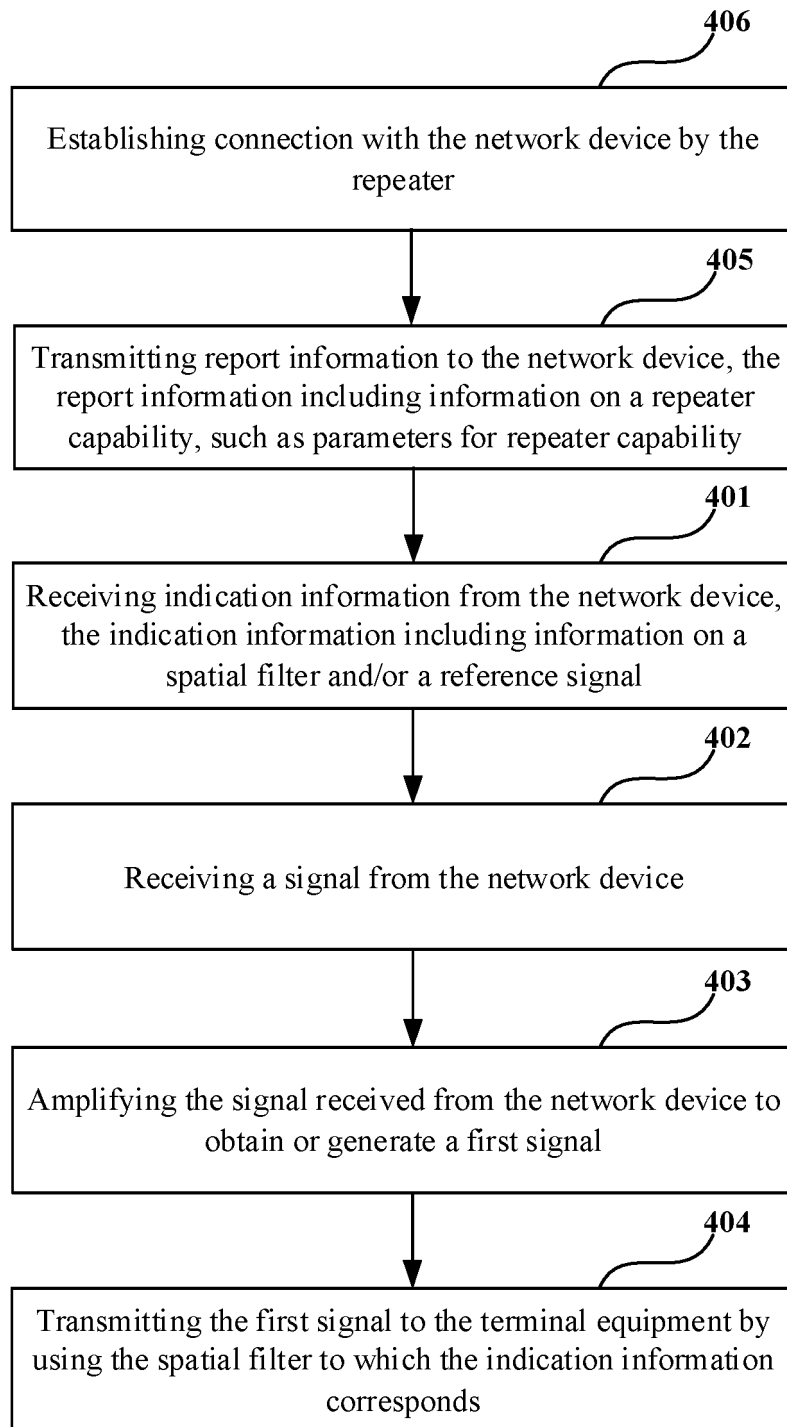 406
Establishing connection with the network device by the
repeater
405
Transmitting report information to the network device, the
report information including information on a repeater
capability, such as parameters for repeater capability
401
Receiving indication information from the network device,
the indication information including information on a
spatial filter and/or a reference signal
402
Receiving a signal from the network device
403
Amplifying the signal received from the network device to
obtain or generate a first signal
404
Transmitting the first signal to the terminal equipment by
using the spatial filter to which the indication information
corresponds